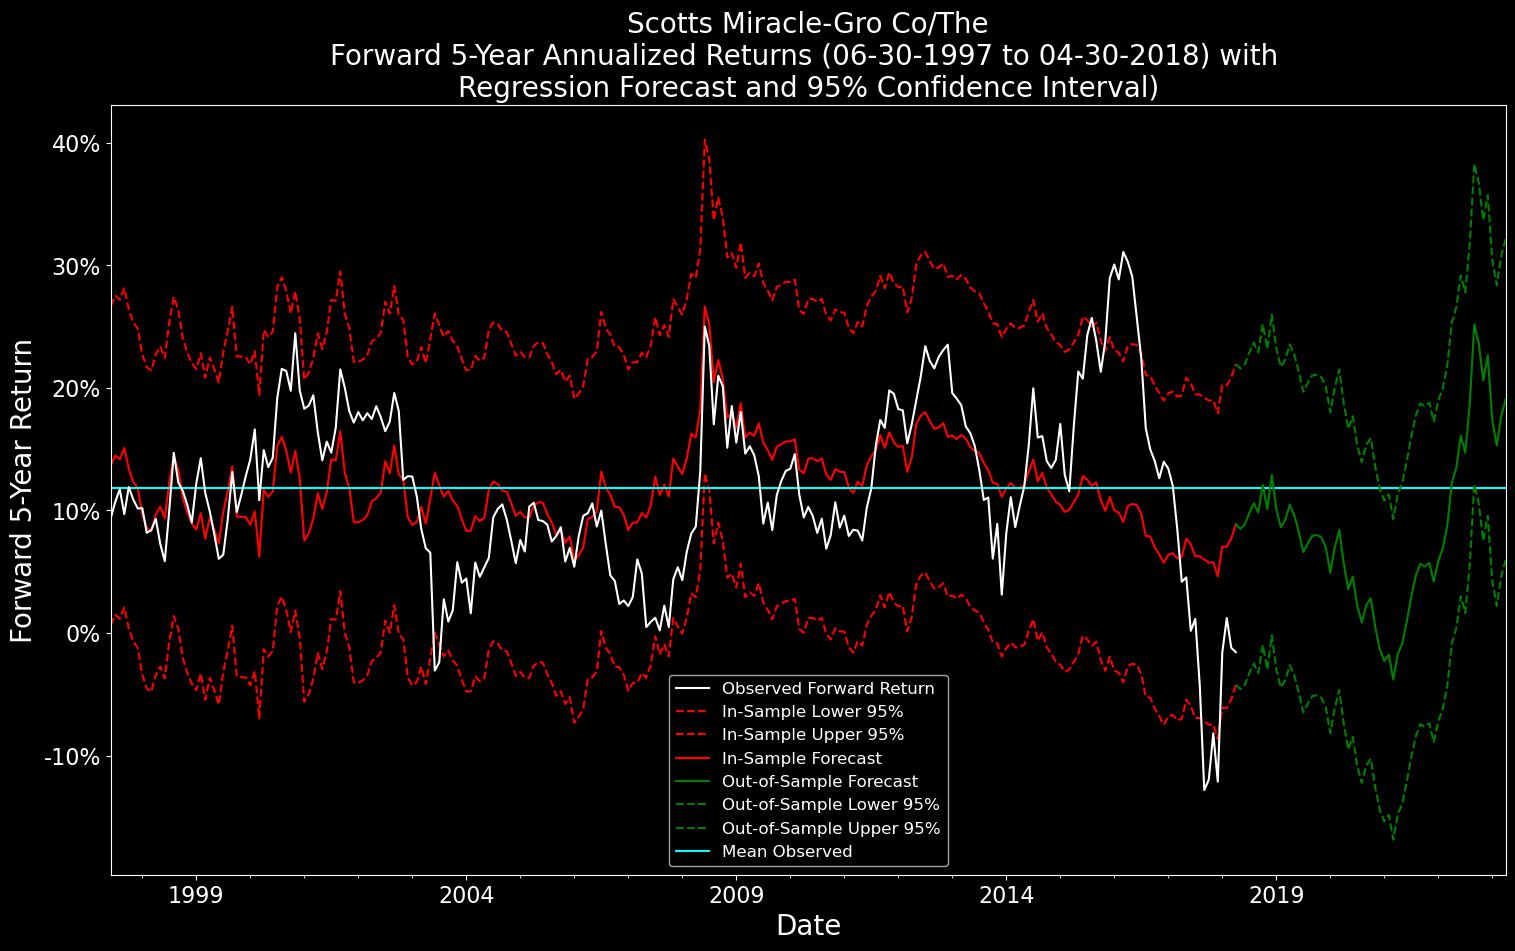 Scotts Miracle-Gro Co/The
Forward 5-Year Annualized Returns (06-30-1997 to 04-30-2018) with
Regression Forecast and 95% Confidence Interval)
Forward 5-Year Return
40%
30%
20%
10%
0%
-10%
Observed Forward Return
In-Sample Lower 95%
In-Sample Upper 95%
In-Sample Forecast
Out-of-Sample Forecast
Out-of-Sample Lower 95%
Out-of-Sample Upper 95%
Mean Observed
1999
2004
2009
2014
2019
Date